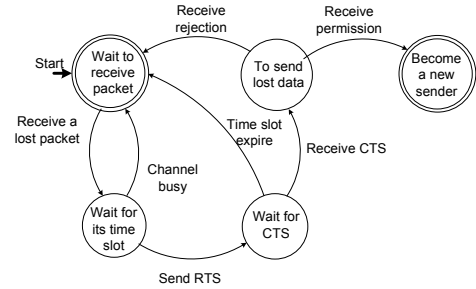 Receive
rejection
Receive
permission
Start
Wait to
receive
packet
To send
lost data
Become a
new
sender
Receive a
lost packet
Time slot
expire
Receive CTS
Channel
busy
Wait for
its time
slot
Wait for
CTS
Send RTS